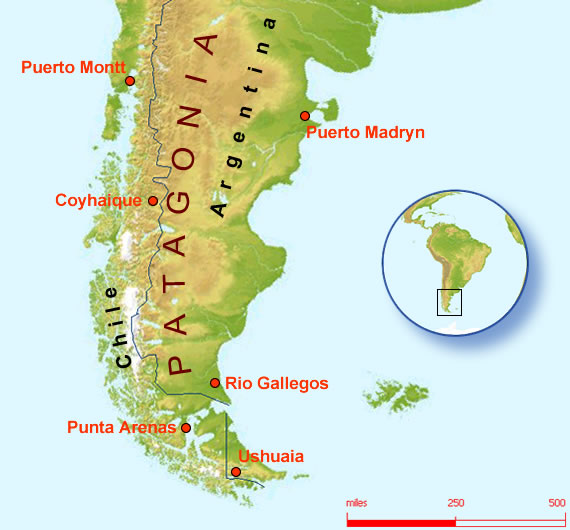 PATAGONIA
Argentina
Puerto Montt
Puerto Madryn
Coyhaique
Chile
Rio Gallegos
Punta Arenas
Ushuaia
miles 250 500